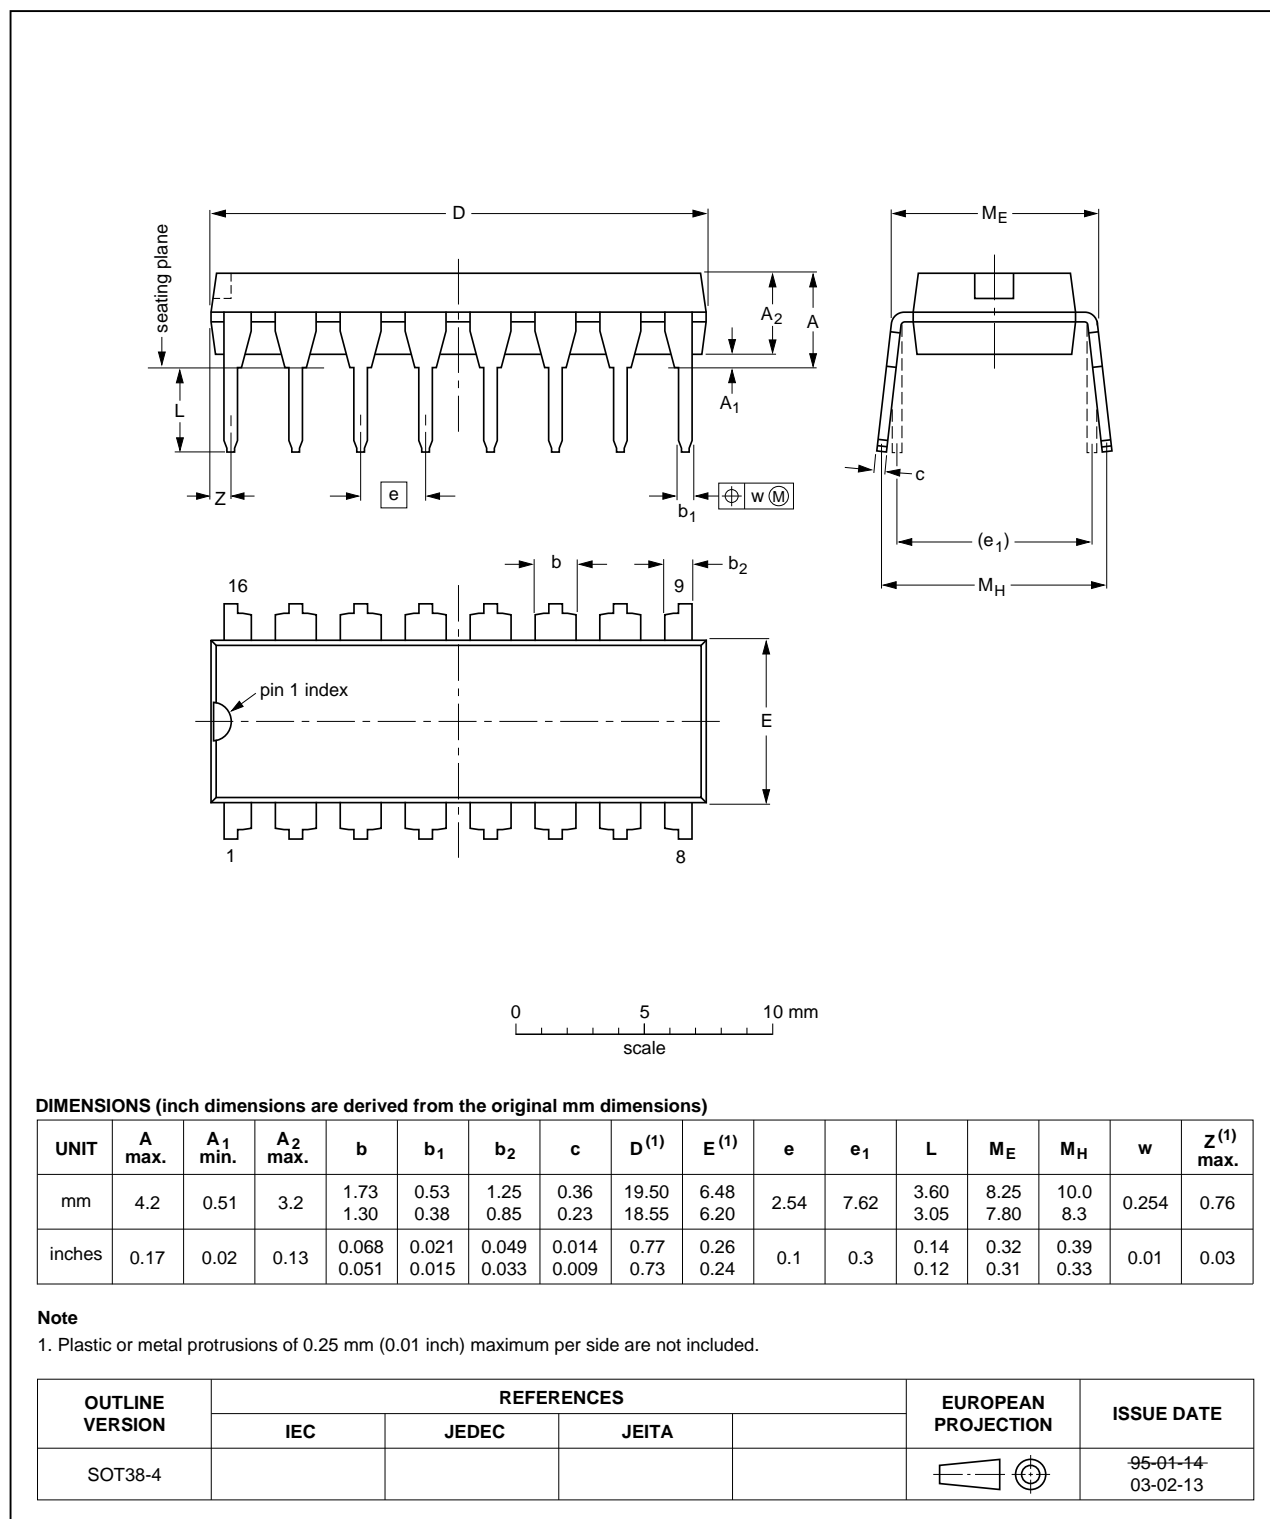 D
ME
seating plane
A2
A
A1
L
Z
e
b1
w M
c
(e1)
MH
b
b2
16
9
pin 1 index
E
1
8
0 5 10 mm
scale
DIMENSIONS (inch dimensions are derived from the original mm dimensions)
UNIT A max. A1 min. A2 max. b b1 b2 c D(1) E(1) e e1 L ME MH w Z(1) max.
mm 4.2 0.51 3.2 1.73 1.30 0.53 0.38 1.25 0.85 0.36 0.23 19.50 18.55 6.48 6.20 2.54 7.62 3.60 3.05 8.25 7.80 10.0 8.3 0.254 0.76
inches 0.17 0.02 0.13 0.068 0.051 0.021 0.015 0.049 0.033 0.014 0.009 0.77 0.73 0.26 0.24 0.1 0.3 0.14 0.12 0.32 0.31 0.39 0.33 0.01 0.03
Note
1. Plastic or metal protrusions of 0.25 mm (0.01 inch) maximum per side are not included.
OUTLINE VERSION REFERENCES EUROPEAN PROJECTION ISSUE DATE
IEC JEDEC JEITA
SOT38-4 95-01-14
03-02-13